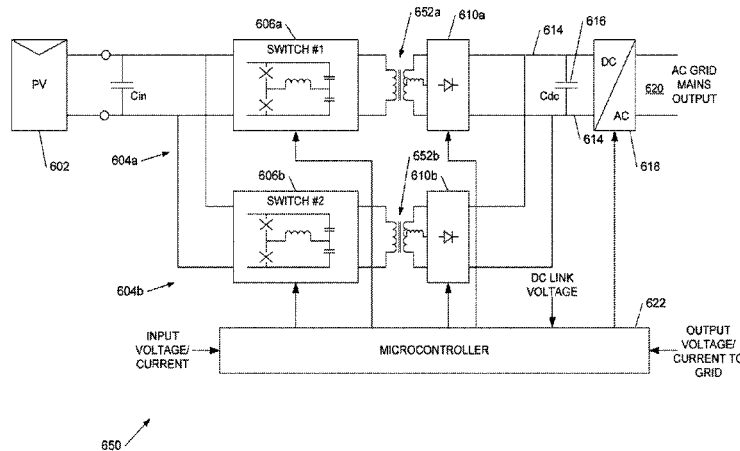 606a
652a
610a
614
616
SWITCH #1
PV
Cin
DC
AC
Cdc
AC GRID
620 MAINS
OUTPUT
602
604a
652b
614
618
606b
610b
SWITCH #2
604b
DC LINK
VOLTAGE
622
INPUT
VOLTAGE/
CURRENT
MICROCONTROLLER
OUTPUT
VOLTAGE/
CURRENT TO
GRID
650